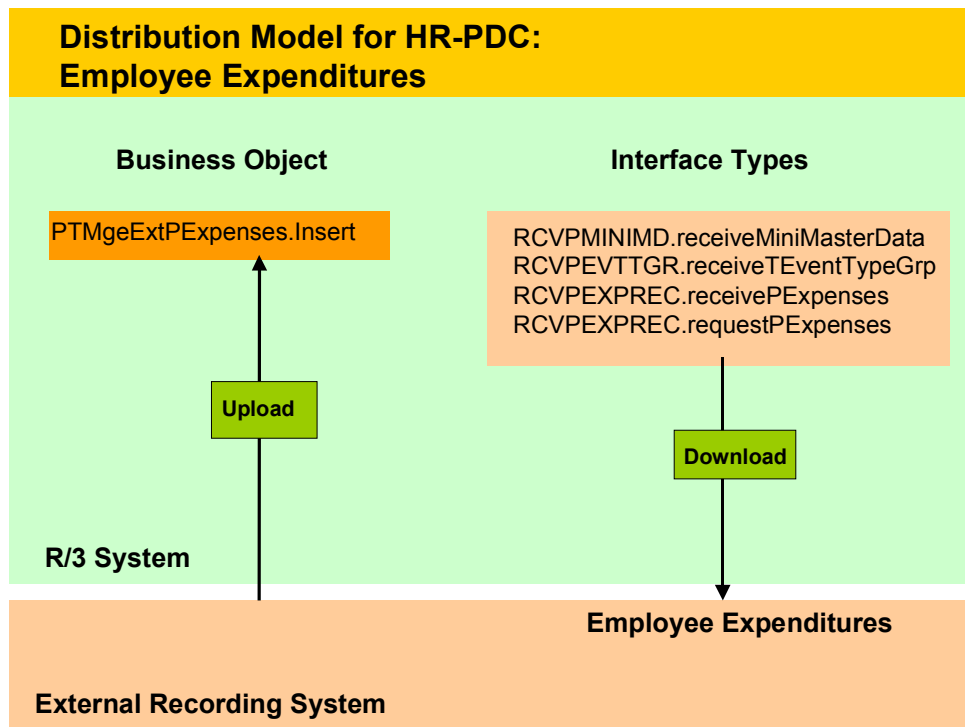 Distribution Model for HR-PDC:
Employee Expenditures
Business Object
Interface Types
PTMgeExtPExpenses.Insert
RCVPMINIMD.receiveMiniMasterData
RCVPEVTTGR.receiveTEventTypeGrp
RCVPEXPREC.receivePExpenses
RCVPEXPREC.requestPExpenses
Upload
Download
R/3 System
Employee Expenditures
External Recording System